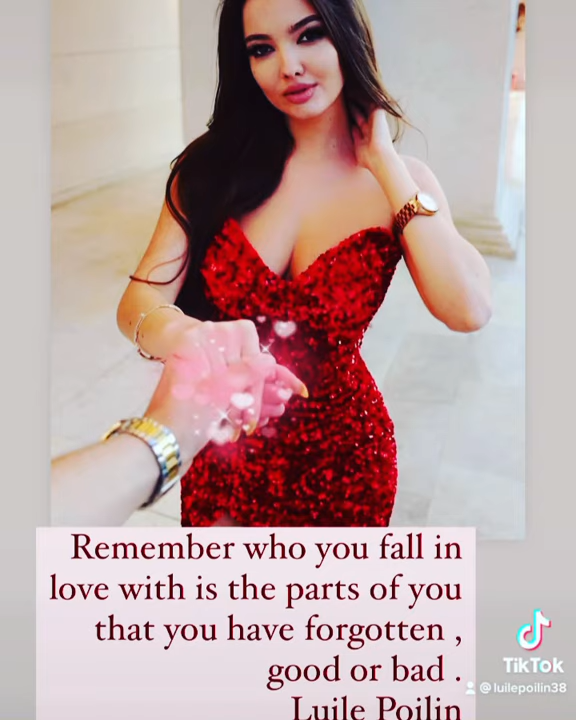 Remember who you fall in
love with is the parts of you
that you have forgotten ,
good or bad .
Luile Poilin
TikTok
@luilepoilin38